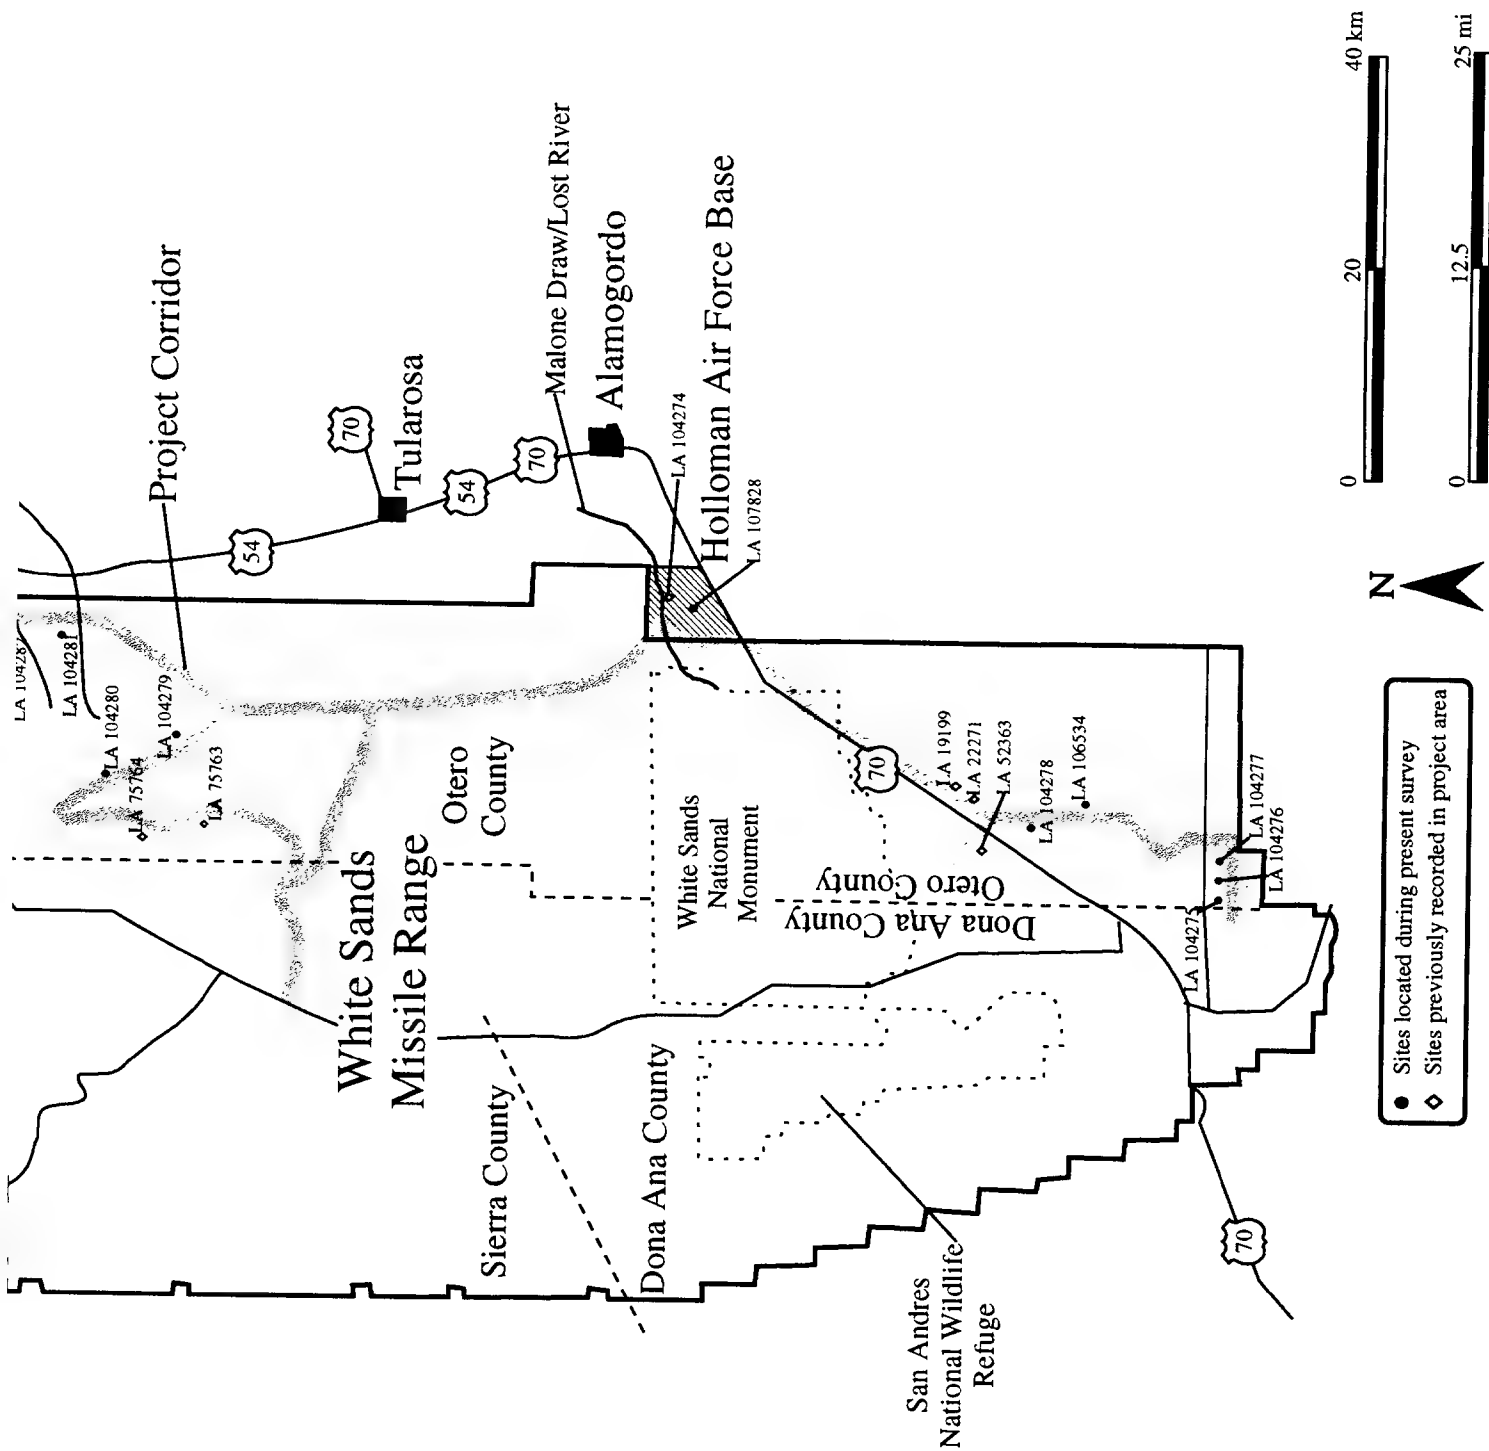 LA 104281
LA 104280
LA 104279
LA 75764
LA 75763
Project Corridor
54
70
Tularosa
54
70
Malone Draw/Lost River
Alamogordo
LA 104274
Holloman Air Force Base
LA 107828
Otero
County
White Sands
Missile Range
White Sands
National
Monument
Otero County
Dona Ana County
70
LA 19199
LA 22271
LA 52363
LA 104278
LA 106534
LA 104277
LA 104276
LA 104275
Sierra County
Dona Ana County
San Andres
National Wildlife
Refuge
70
N
0
20
40 km
0
12.5
25 mi
Sites located during present survey
Sites previously recorded in project area